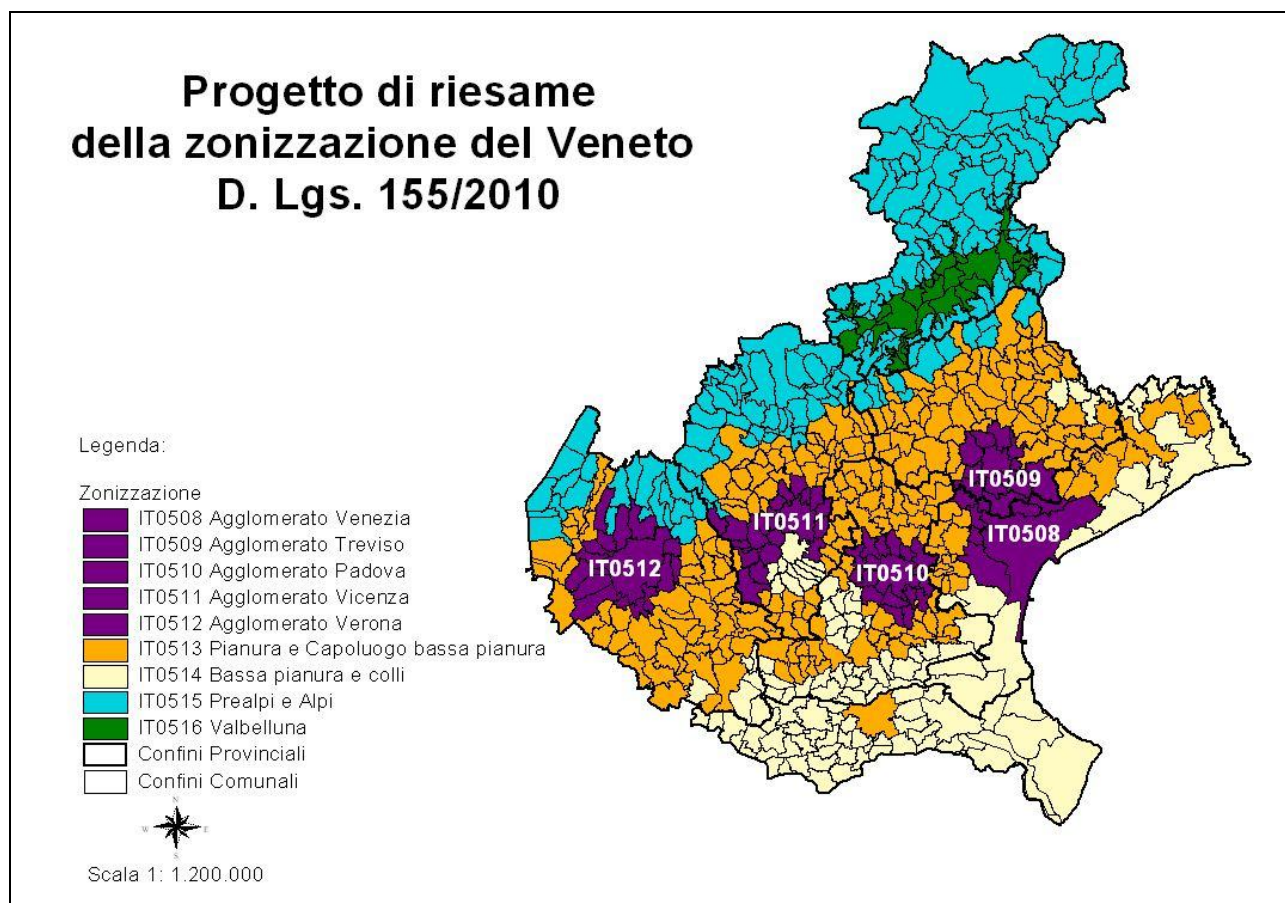 Progetto di riesame
della zonizzazione del Veneto
D. Lgs. 155/2010
IT0509
IT0511
IT0508
IT0512
IT0510
Legenda:
Zonizzazione
IT0508 Agglomerato Venezia
IT0509 Agglomerato Treviso
IT0510 Agglomerato Padova
IT0511 Agglomerato Vicenza
IT0512 Agglomerato Verona
IT0513 Pianura e Capoluogo bassa pianura
IT0514 Bassa pianura e colli
IT0515 Prealpi e Alpi
IT0516 Valbelluna
Confini Provinciali
Confini Comunali
N
W E
S
Scala 1: 1.200.000